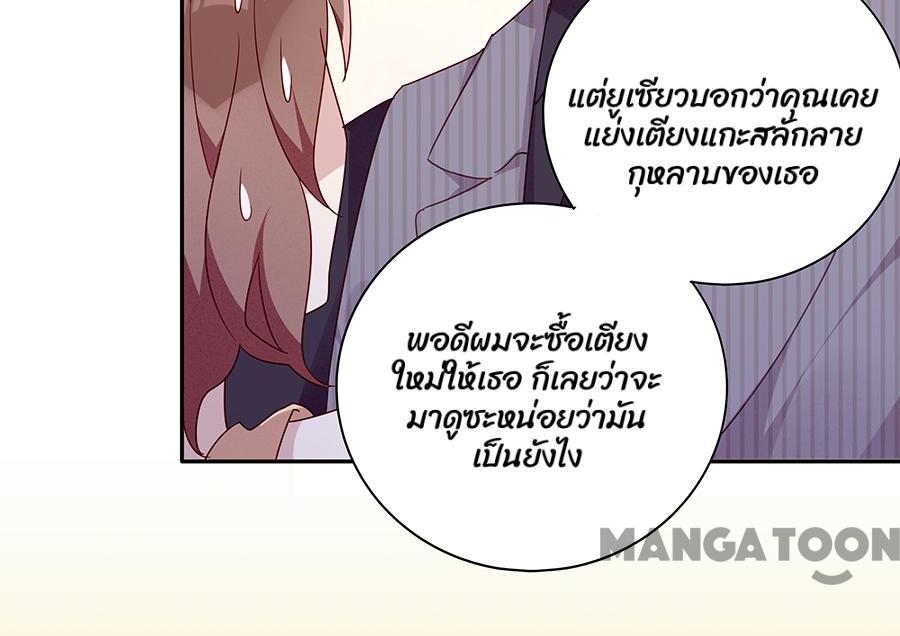 แต่ยูเซียวบอกว่าคุณเคย
แย่งเตียงแกะสลักลาย
กุหลาบของเธอ
พอดีผมจะซื้อเตียง
ใหม่ให้เธอ ก็เลยว่าจะ
มาดูซะหน่อยว่ามัน
เป็นยังไง
MANGATOON